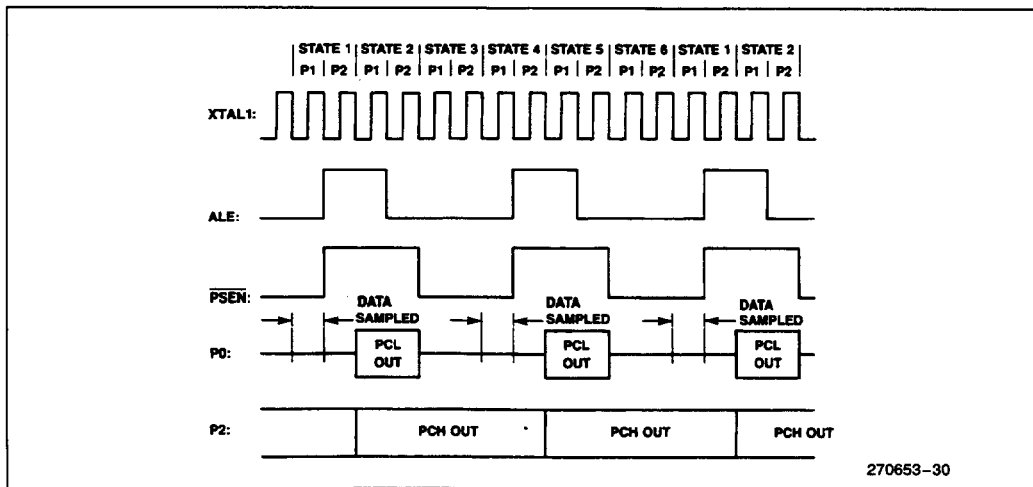 STATE 1 STATE 2 STATE 3 STATE 4 STATE 5 STATE 6 STATE 1 STATE 2
P1 P2 P1 P2 P1 P2 P1 P2 P1 P2 P1 P2 P1 P2 P1 P2
XTAL1:
ALE:
PSEN:
DATA SAMPLED DATA SAMPLED DATA SAMPLED
P0:
PCL OUT PCL OUT PCL OUT
P2:
PCH OUT PCH OUT PCH OUT
270653-30